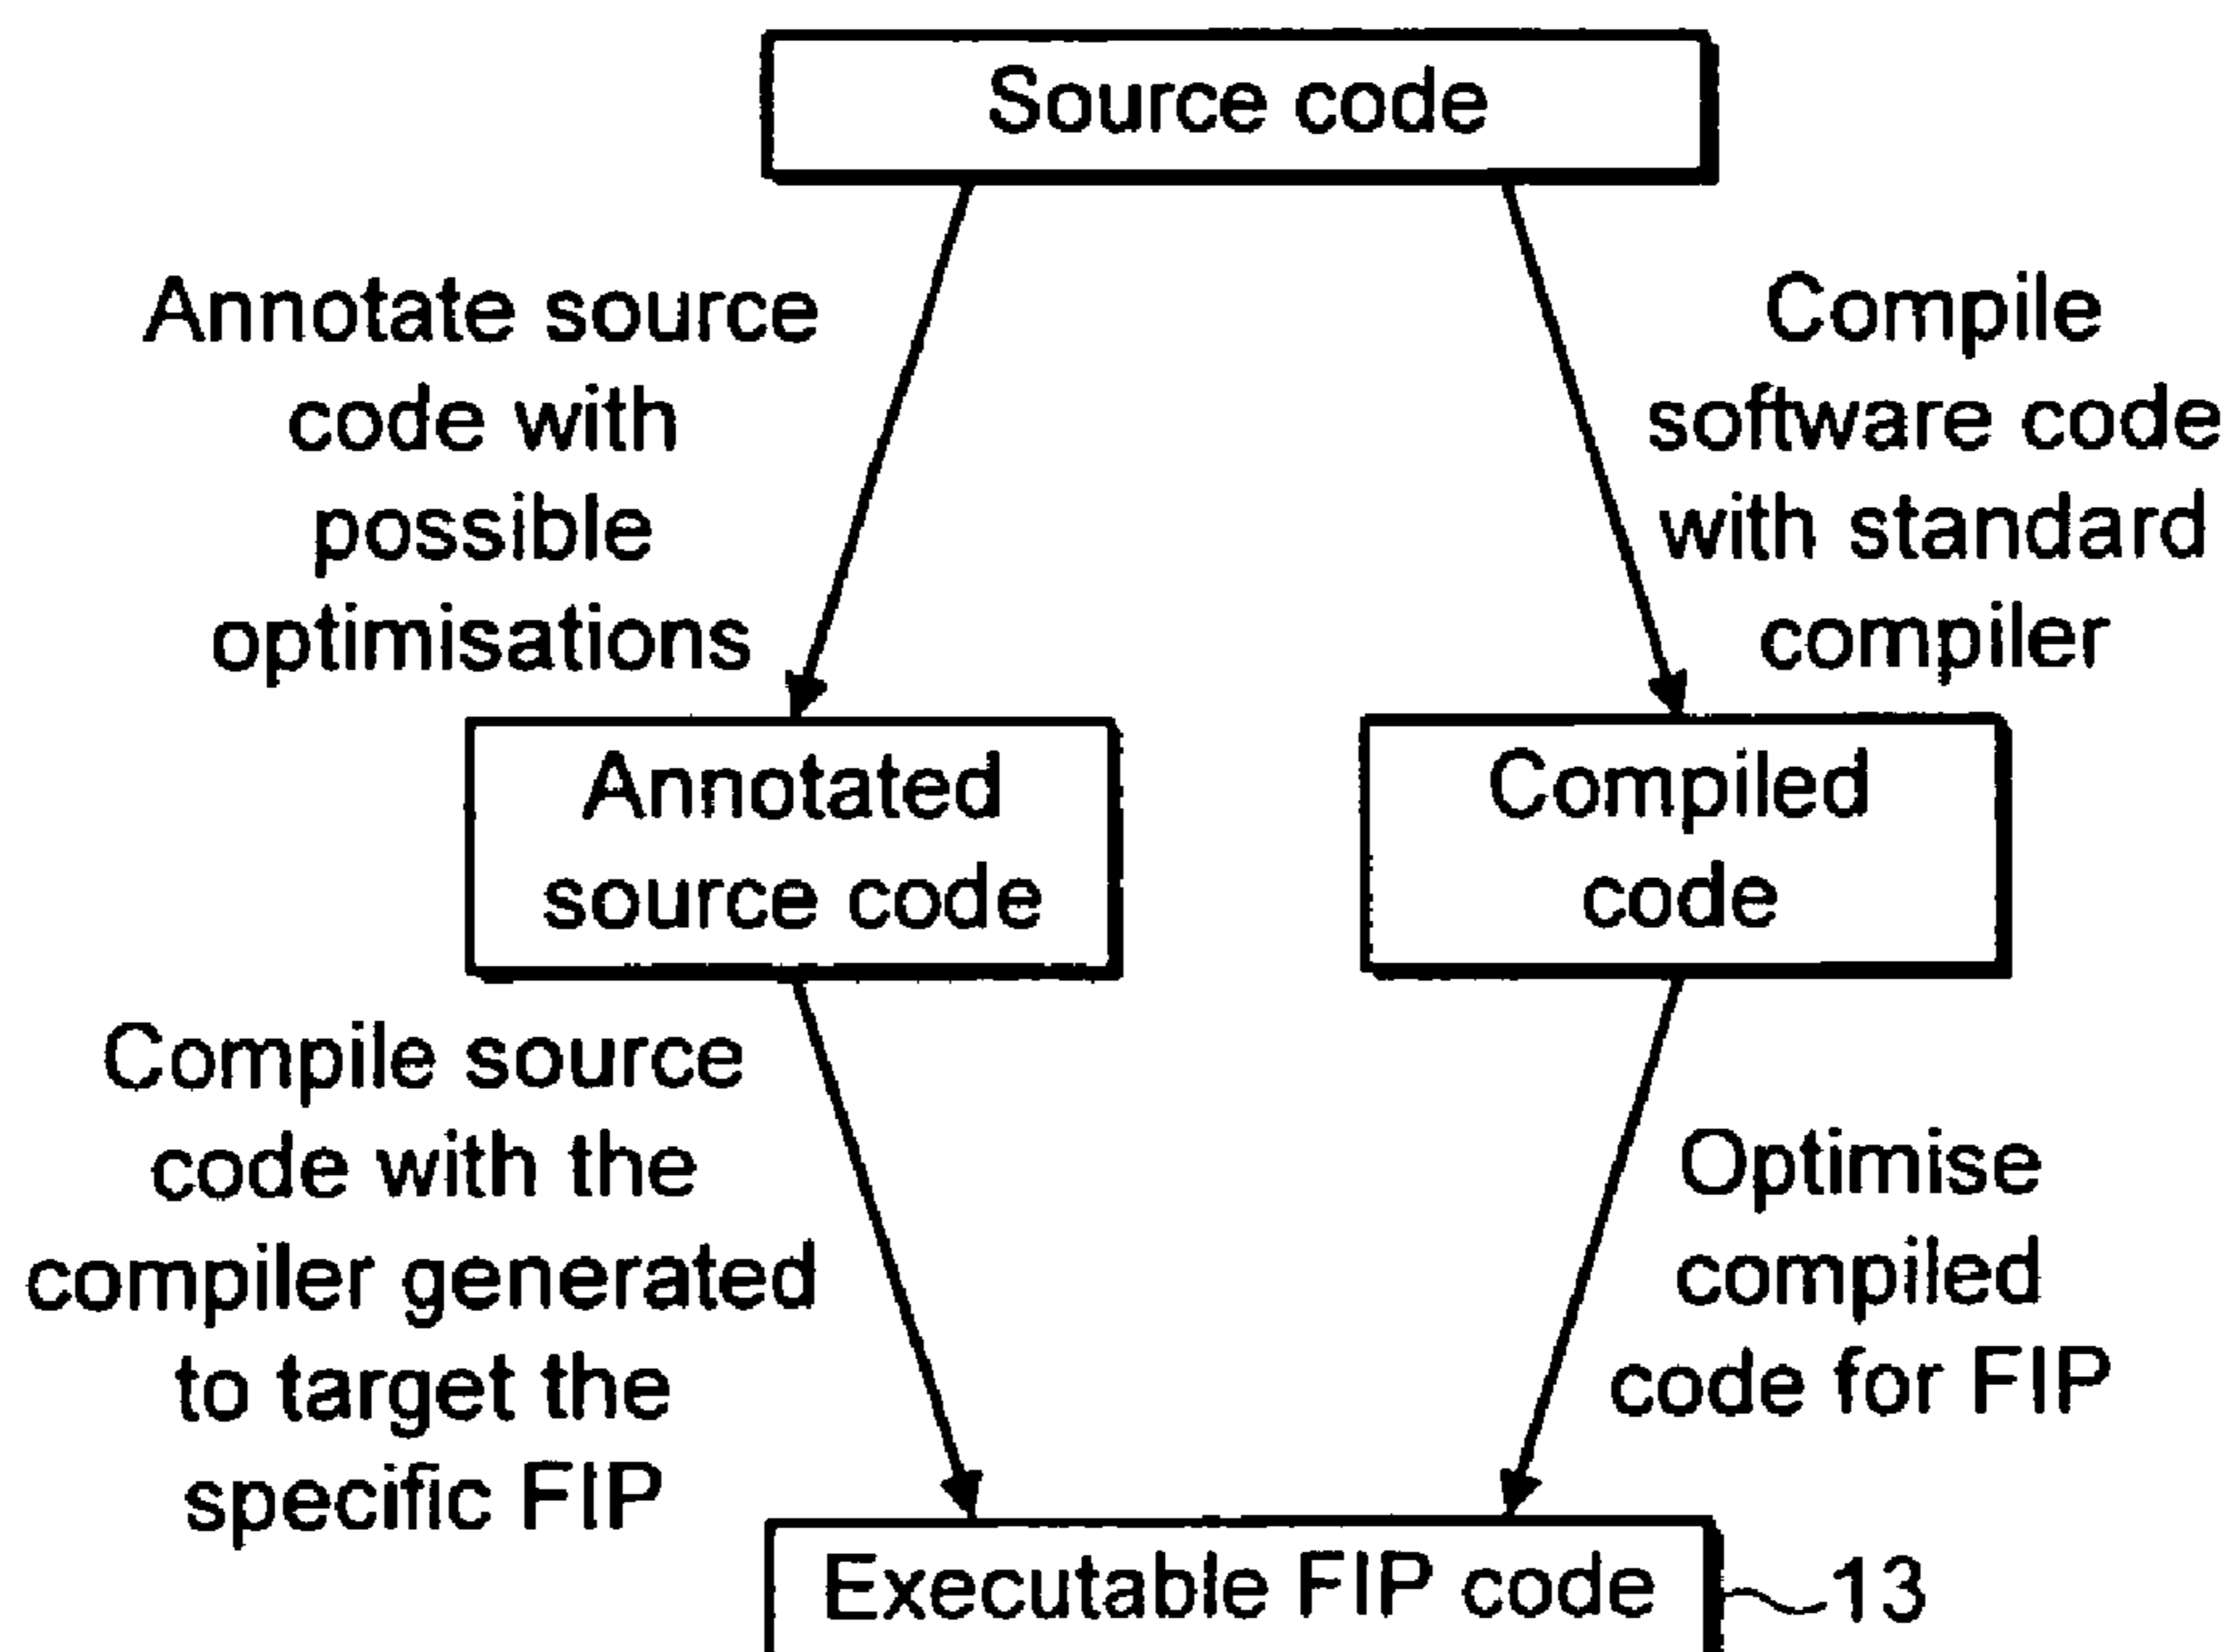 Source code
Annotate source
code with
possible
optimisations
Compile
software code
with standard
compiler
Annotated
source code
Compiled
code
Compile source
code with the
compiler generated
to target the
specific FIP
Optimise
compiled
code for FIP
Executable FIP code
13